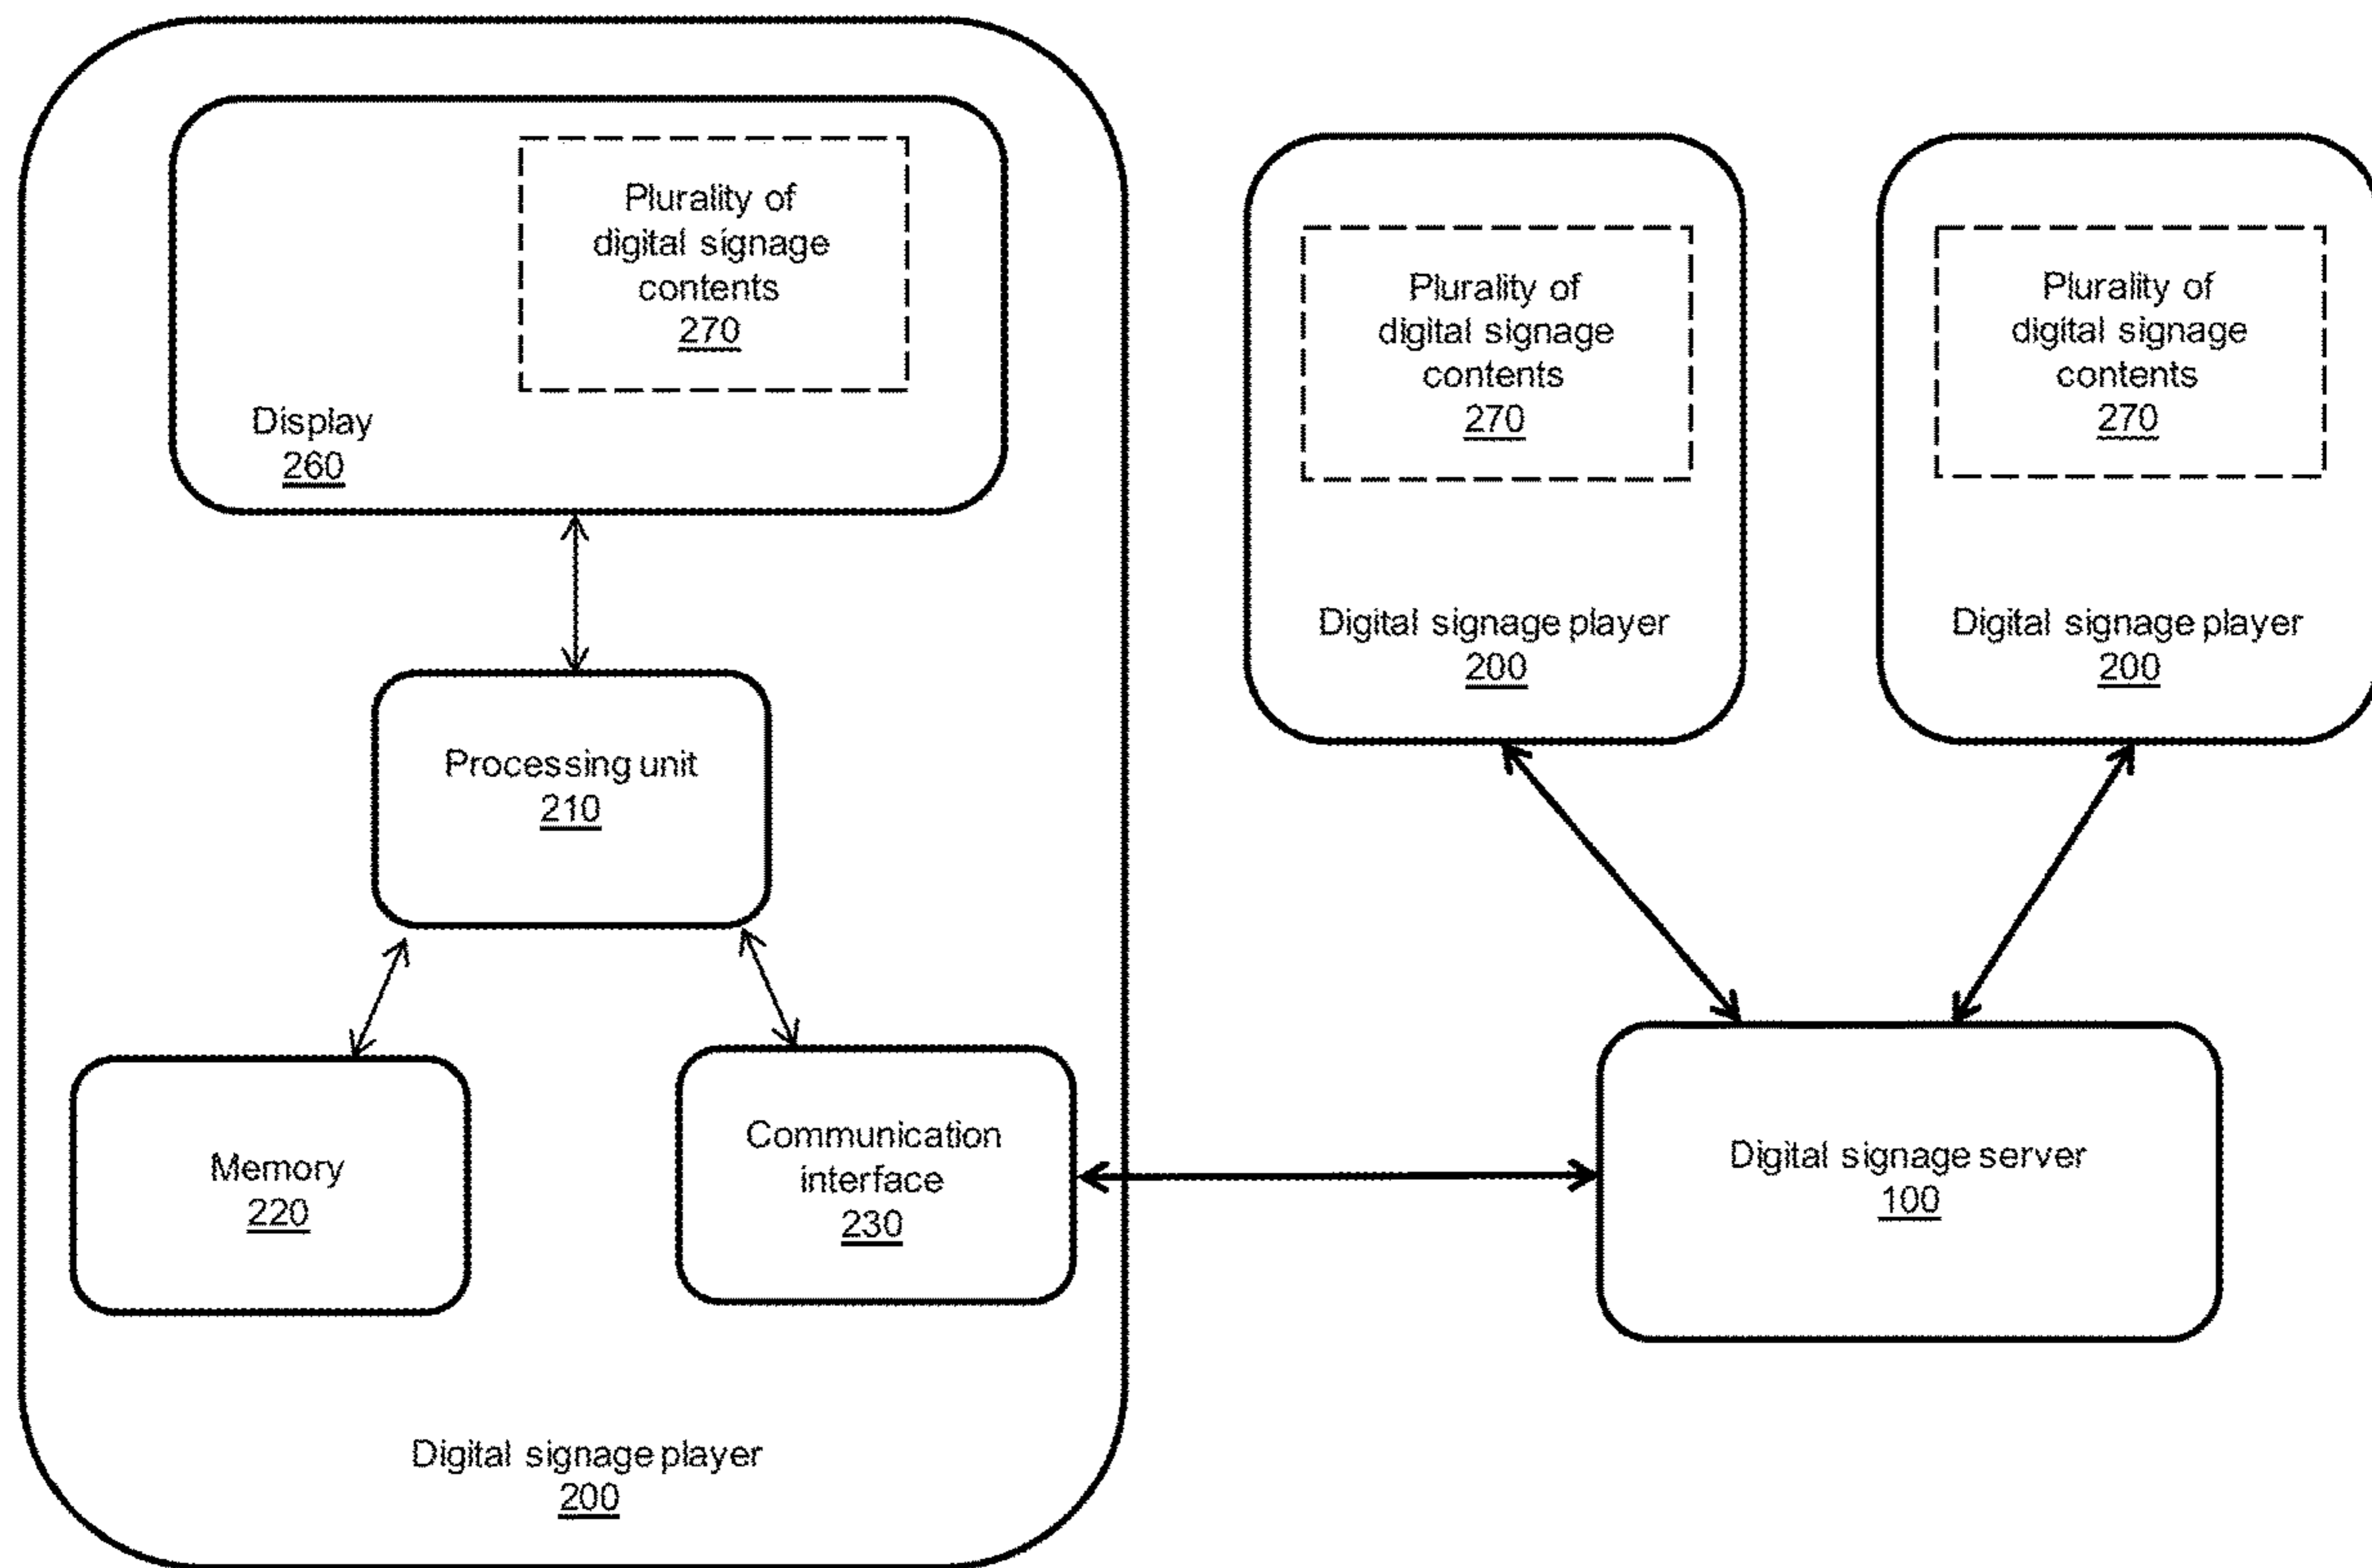 Plurality of
digital signage
contents
270
Display
260
Processing unit
210
Memory
220
Communication
interface
230
Digital signage player
200
Plurality of
digital signage
contents
270
Digital signage player
200
Plurality of
digital signage
contents
270
Digital signage player
200
Digital signage server
100